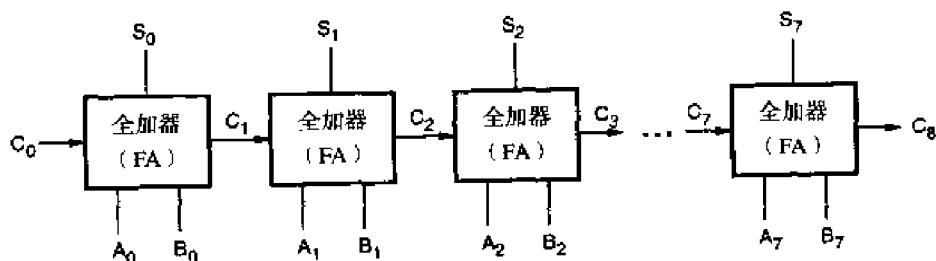 S₀ S₁ S₂ S₇
全加器 全加器 全加器 全加器
C₀ C₁ C₂ C₃ … C₇ C₈
(FA) (FA) (FA) (FA)
A₀ B₀ A₁ B₁ A₂ B₂ A₇ B₇